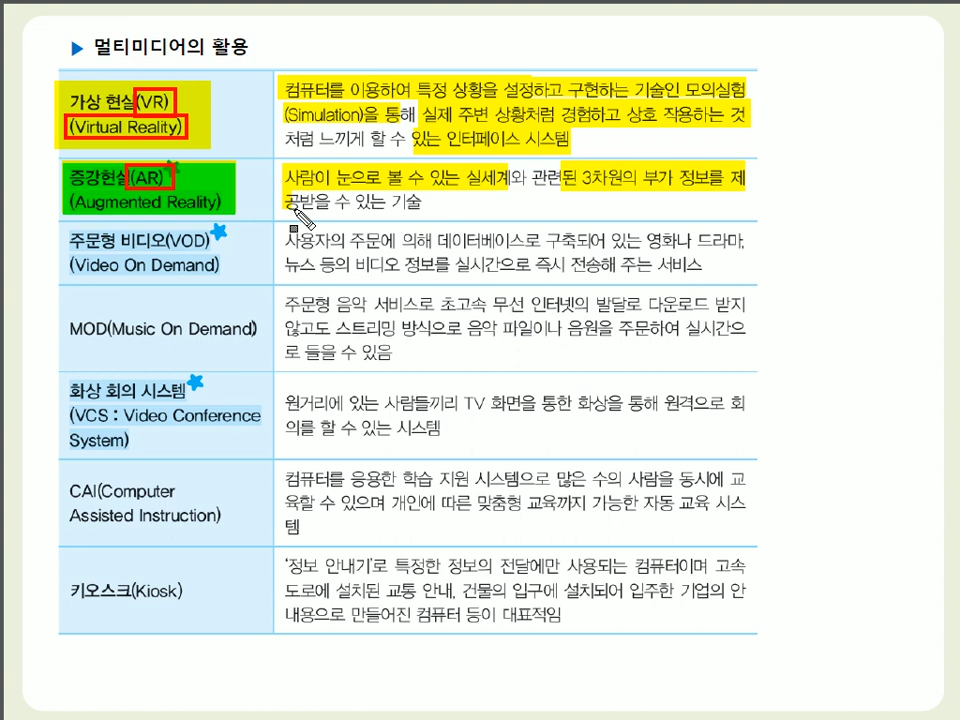 ▶ 멀티미디어의 활용
가상 현실(VR)
(Virtual Reality)
컴퓨터를 이용하여 특정 상황을 설정하고 구현하는 기술인 모의실험
(Simulation)을 통해 실제 주변 상황처럼 경험하고 상호 작용하는 것
처럼 느끼게 할 수 있는 인터페이스 시스템
증강현실(AR)
(Augmented Reality)
사람이 눈으로 볼 수 있는 실세계와 관련된 3차원의 부가 정보를 제
공받을 수 있는 기술
주문형 비디오(VOD)
(Video On Demand)
사용자의 주문에 의해 데이터베이스로 구축되어 있는 영화나 드라마,
뉴스 등의 비디오 정보를 실시간으로 즉시 전송해 주는 서비스
MOD(Music On Demand)
주문형 음악 서비스로 초고속 무선 인터넷의 발달로 다운로드 받지
않고도 스트리밍 방식으로 음악 파일이나 음원을 주문하여 실시간으
로 들을 수 있음
화상 회의 시스템
(VCS : Video Conference
System)
원거리에 있는 사람들끼리 TV 화면을 통한 화상을 통해 원격으로 회
의를 할 수 있는 시스템
CAI(Computer
Assisted Instruction)
컴퓨터를 응용한 학습 지원 시스템으로 많은 수의 사람을 동시에 교
육할 수 있으며 개인에 따른 맞춤형 교육까지 가능한 자동 교육 시스
템
키오스크(Kiosk)
'정보 안내기'로 특정한 정보의 전달에만 사용되는 컴퓨터이며 고속
도로에 설치된 교통 안내, 건물의 입구에 설치되어 입주한 기업의 안
내용으로 만들어진 컴퓨터 등이 대표적임